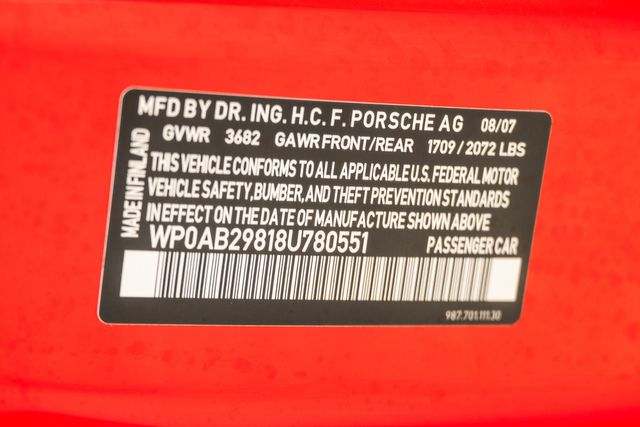 MFD BY DR. ING. H.C. F. PORSCHE AG 08/07
GVWR 3682 GAWR FRONT/REAR 1709 / 2072 LBS
THIS VEHICLE CONFORMS TO ALL APPLICABLE U.S. FEDERAL MOTOR
VEHICLE SAFETY, BUMPER, AND THEFT PREVENTION STANDARDS
IN EFFECT ON THE DATE OF MANUFACTURE SHOWN ABOVE
WP0AB29818U780551 PASSENGER CAR
MADE IN FINLAND
987.701.111.30